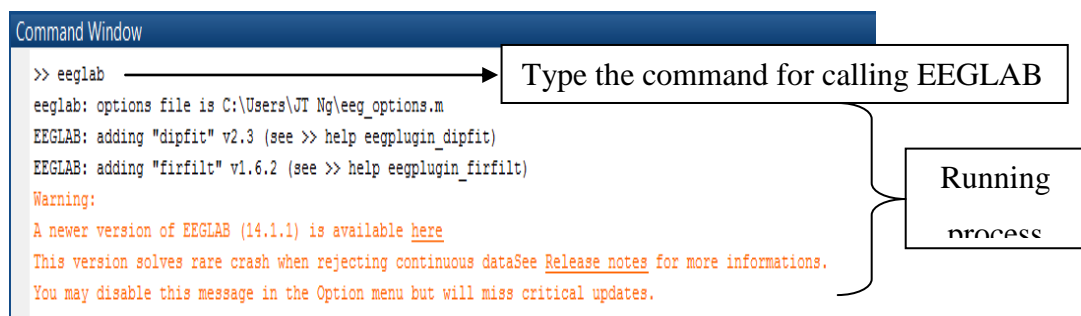 Command Window
>> eeglab
Type the command for calling EEGLAB
eeglab: options file is C:\Users\JT Ng\eeg_options.m
EEGLAB: adding "dipfit" v2.3 (see >> help eegplugin_dipfit)
EEGLAB: adding "firfilt" v1.6.2 (see >> help eegplugin_firfilt)
Warning:
A newer version of EEGLAB (14.1.1) is available here
This version solves rare crash when rejecting continuous dataSee Release notes for more informations.
You may disable this message in the Option menu but will miss critical updates.
Running
process